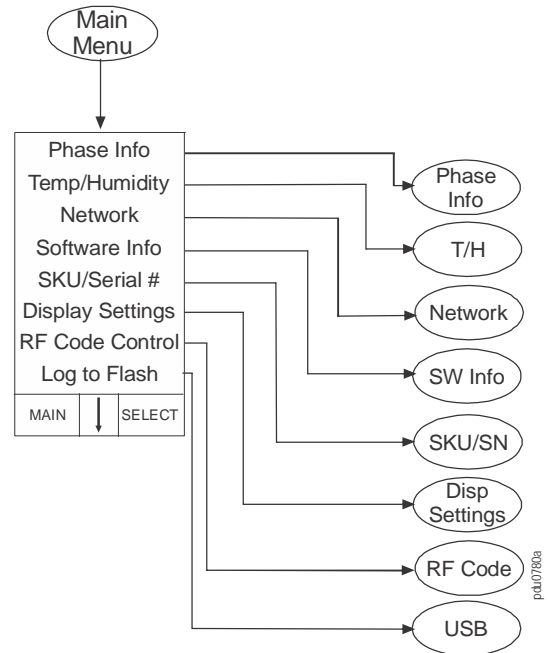 Main
Menu
Phase Info
Temp/Humidity
Network
Software Info
SKU/Serial #
Display Settings
RF Code Control
Log to Flash
MAIN
SELECT
Phase
Info
T/H
Network
SW Info
SKU/SN
Disp
Settings
RF Code
USB
pdu0780a